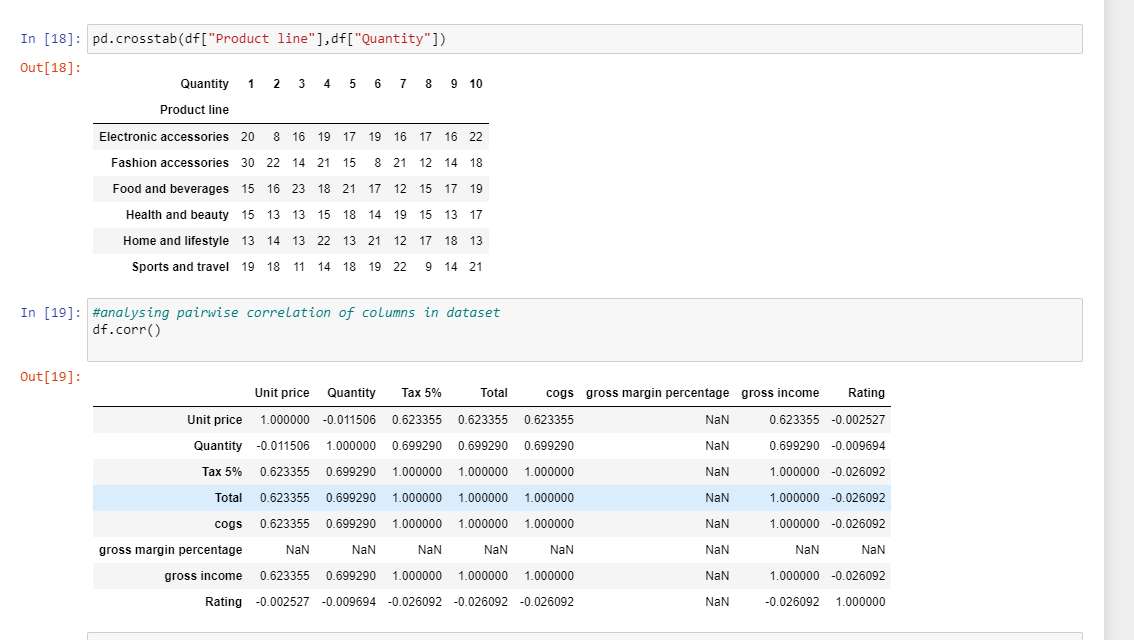 In [18]: pd.crosstab(df["Product line"],df["Quantity"])
Out[18]:
Quantity 1 2 3 4 5 6 7 8 9 10
Product line
Electronic accessories 20 8 16 19 17 19 16 17 16 22
Fashion accessories 30 22 14 21 15 8 21 12 14 18
Food and beverages 15 16 23 18 21 17 12 15 17 19
Health and beauty 15 13 13 15 18 14 19 15 13 17
Home and lifestyle 13 14 13 22 13 21 12 17 18 13
Sports and travel 19 18 11 14 18 19 22 9 14 21
In [19]: #analysing pairwise correlation of columns in dataset
df.corr()
Out[19]:
Unit price Quantity Tax 5% Total cogs gross margin percentage gross income Rating
Unit price 1.000000 -0.011506 0.623355 0.623355 0.623355 NaN 0.623355 -0.002527
Quantity -0.011506 1.000000 0.699290 0.699290 0.699290 NaN 0.699290 -0.009694
Tax 5% 0.623355 0.699290 1.000000 1.000000 1.000000 NaN 1.000000 -0.026092
Total 0.623355 0.699290 1.000000 1.000000 1.000000 NaN 1.000000 -0.026092
cogs 0.623355 0.699290 1.000000 1.000000 1.000000 NaN 1.000000 -0.026092
gross margin percentage NaN NaN NaN NaN NaN NaN NaN NaN
gross income 0.623355 0.699290 1.000000 1.000000 1.000000 NaN 1.000000 -0.026092
Rating -0.002527 -0.009694 -0.026092 -0.026092 -0.026092 NaN -0.026092 1.000000